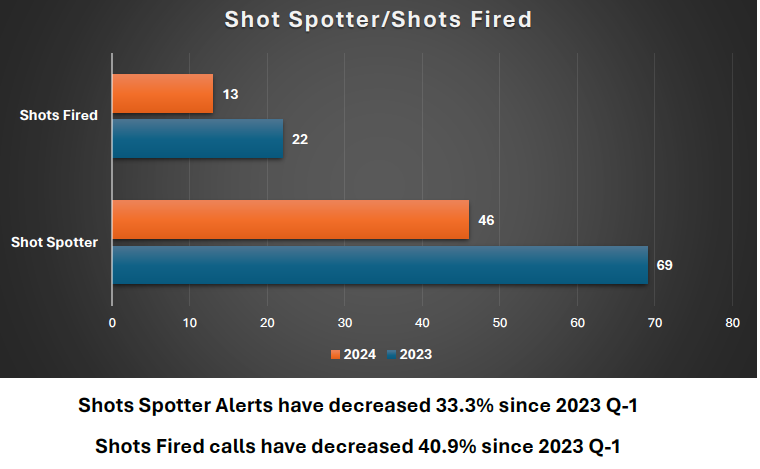 Shot Spotter/Shots Fired
Shots Fired
13
22
Shot Spotter
46
69
0 10 20 30 40 50 60 70 80
2024 2023
Shots Spotter Alerts have decreased 33.3% since 2023 Q-1
Shots Fired calls have decreased 40.9% since 2023 Q-1